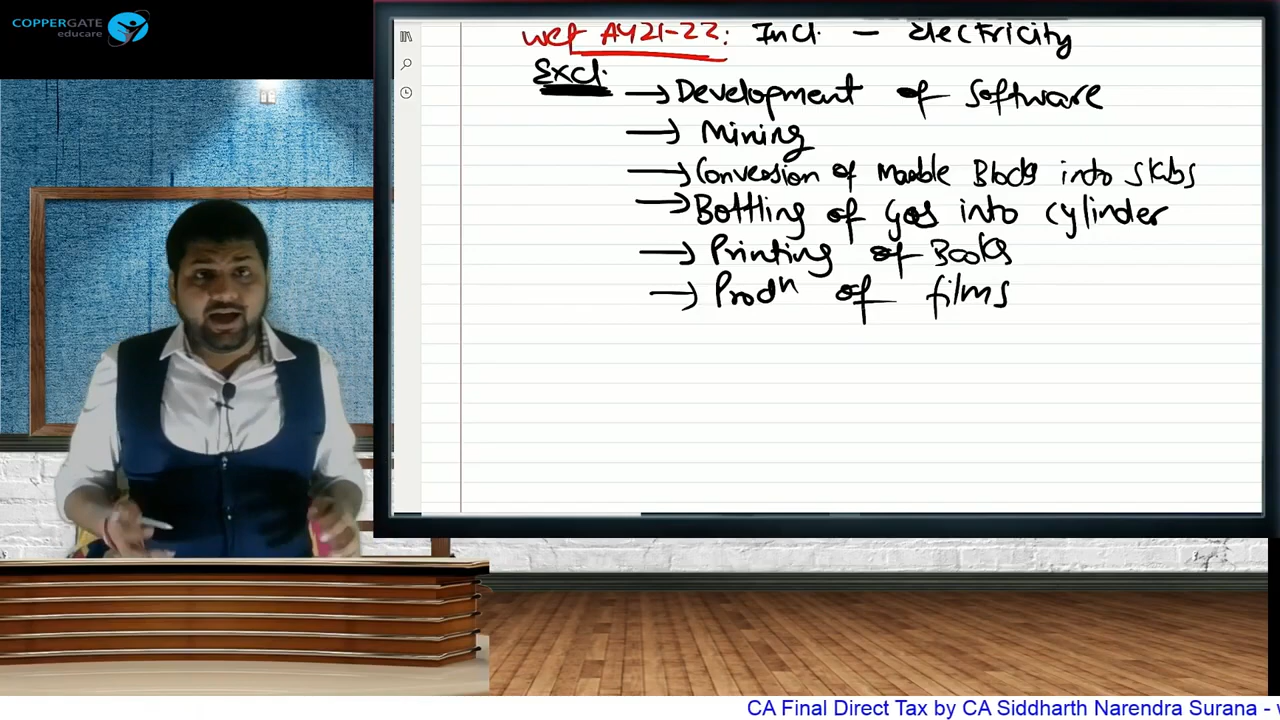 COPPERGATE
educare
wef AY21-22: Incl. - Electricity
Excl.
→ Development of Software
→ Mining
→ Conversion of Marble Blocks into Slabs
→ Bottling of Gas into cylinder
→ Printing of Books
→ Prodn of films
CA Final Direct Tax by CA Siddharth Narendra Surana - w